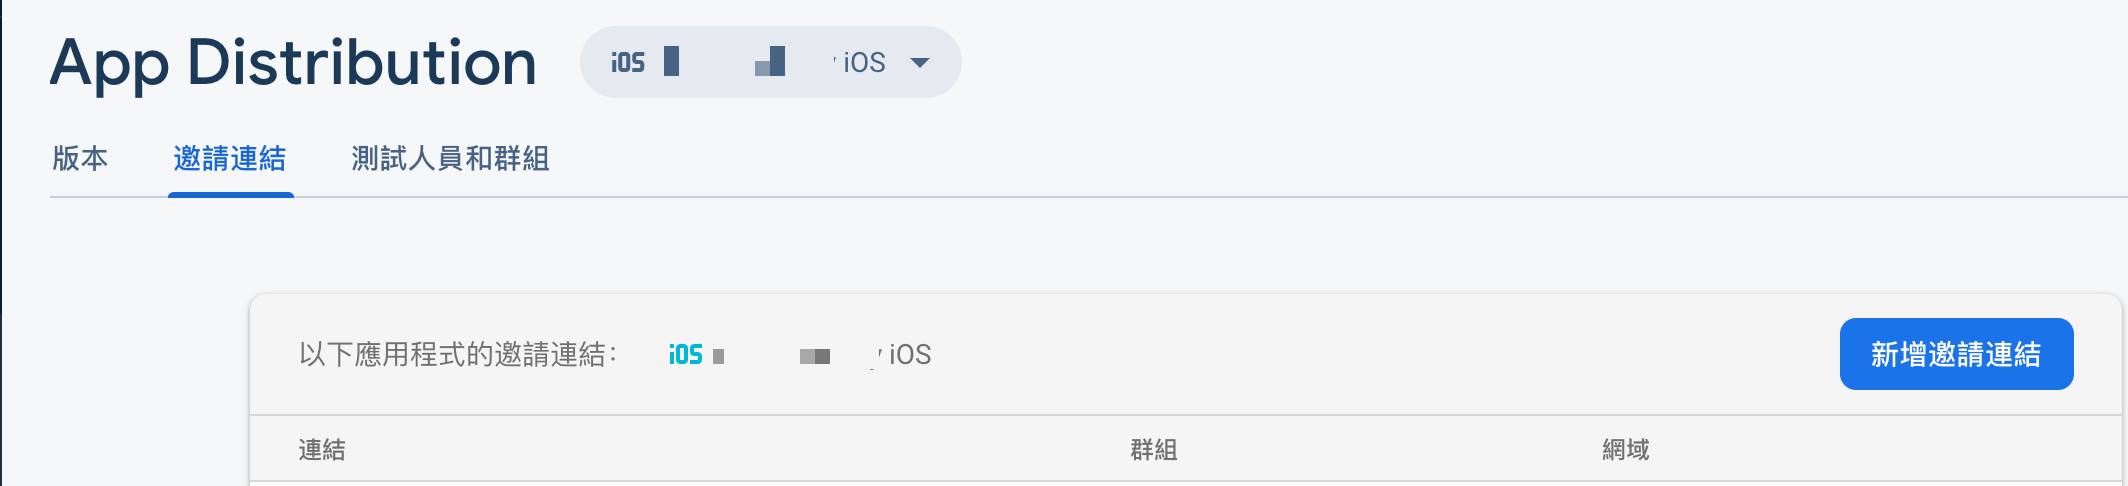 App Distribution
iOS iOS
版本 邀請連結 測試人員和群組
以下應用程式的邀請連結： iOS iOS
新增邀請連結
連結 群組 網域